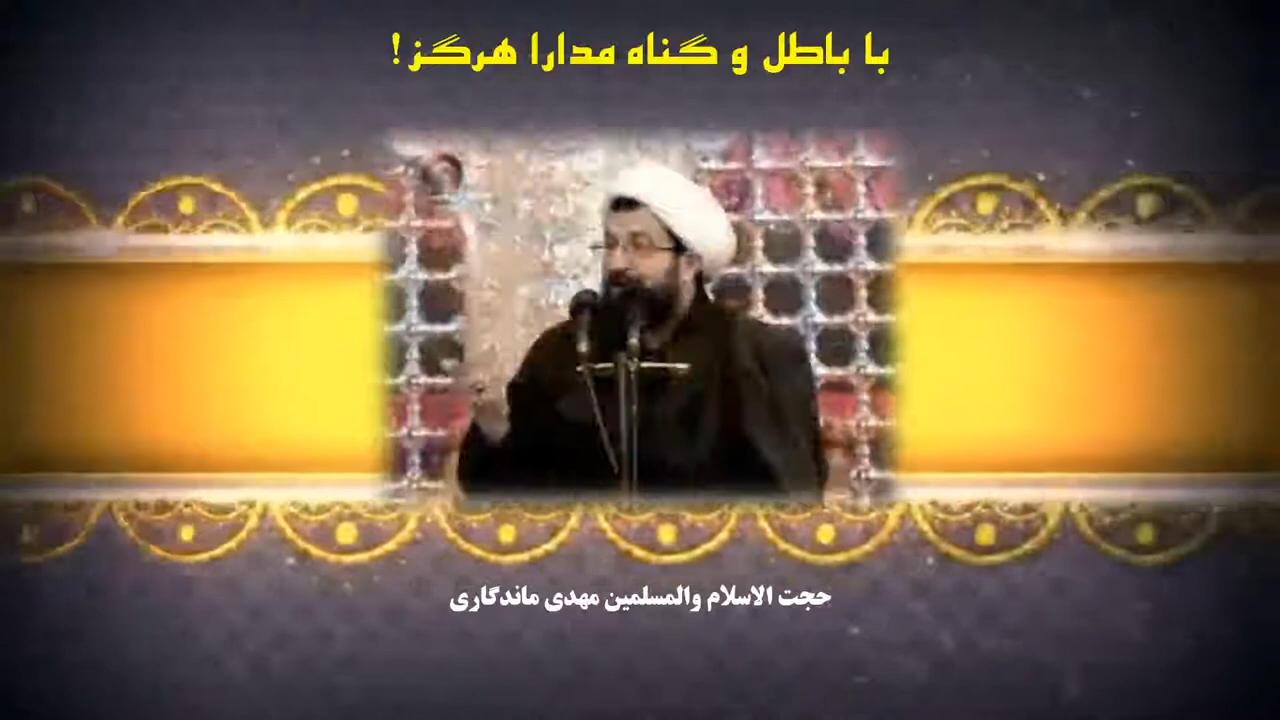 با باطل و گناه مدارا هرگز!
حجت الاسلام والمسلمین مهدی ماندگاری